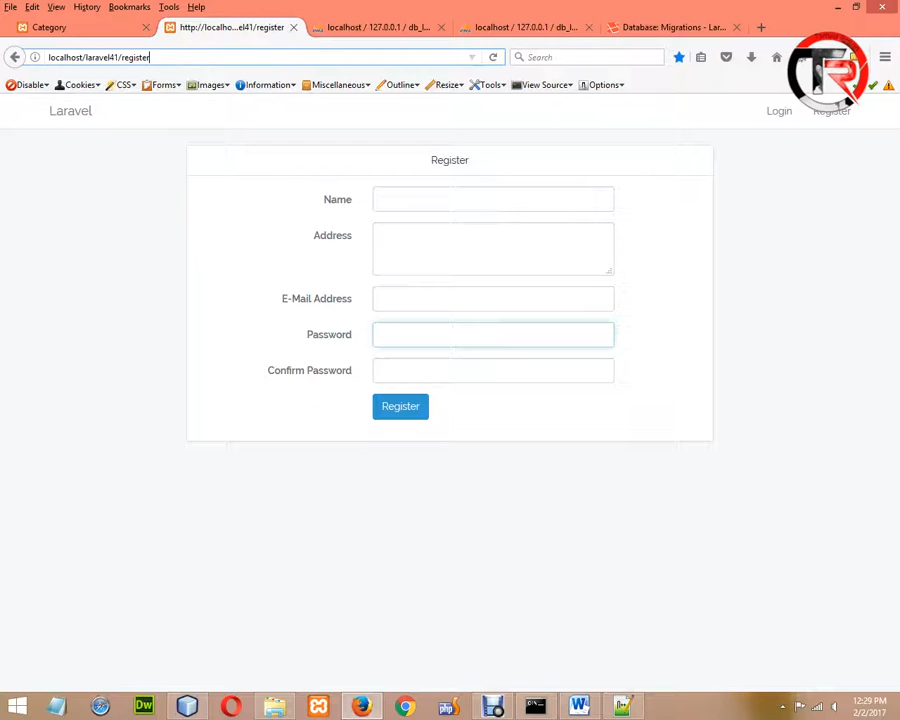 File Edit View History Bookmarks Tools Help
Category
http://localho...el41/register
localhost / 127.0.0.1 / db_l...
localhost / 127.0.0.1 / db_l...
Database: Migrations - Lar...
localhost/laravel41/register
Search
Disable Cookies CSS Forms Images Information Miscellaneous Outline Resize Tools View Source Options
TR
Laravel
Login
Register
Register
Name
Address
E-Mail Address
Password
Confirm Password
Register
Dw
php
12:29 PM
2/2/2017